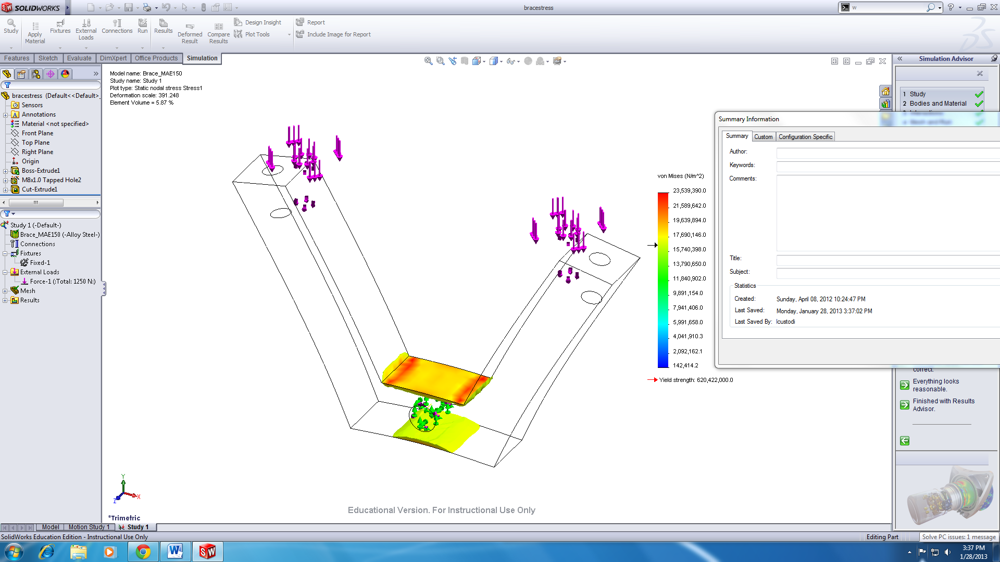 SOLIDWORKS
bracestress
w
Study
Apply Material
Fixtures
External Loads
Connections
Run
Results
Deformed Result
Compare Results
Design Insight
Plot Tools
Report
Include Image for Report
Features
Sketch
Evaluate
DimXpert
Office Products
Simulation
bracestress (Default<<Default>_
Sensors
Annotations
Material <not specified>
Front Plane
Top Plane
Right Plane
Origin
Boss-Extrude1
M8x1.0 Tapped Hole2
Cut-Extrude1
Study 1 (-Default-)
Brace_MAE150 (-Alloy Steel-)
Connections
Fixtures
Fixed-1
External Loads
Force-1 (:Total: 1250 N:)
Mesh
Results
Model name: Brace_MAE150
Study name: Study 1
Plot type: Static nodal stress Stress1
Deformation scale: 391.248
Element Volume = 5.87 %
von Mises (N/m^2)
23,539,390.0
21,589,642.0
19,639,894.0
17,690,146.0
15,740,398.0
13,790,650.0
11,840,902.0
9,891,154.0
7,941,406.0
5,991,658.0
4,041,910.3
2,092,162.1
142,414.2
Yield strength: 620,422,000.0
Y
X
Z
*Trimetric
Educational Version. For Instructional Use Only
Simulation Advisor
1 Study
2 Bodies and Material
Summary Information
Summary
Custom
Configuration Specific
Author:
Keywords:
Comments:
Title:
Subject:
Statistics
Created: Sunday, April 08, 2012 10:24:47 PM
Last Saved: Monday, January 28, 2013 3:37:02 PM
Last Saved By: lcustodi
correct.
Everything looks
reasonable.
Finished with Results
Advisor.
Model
Motion Study 1
Study 1
SolidWorks Education Edition - Instructional Use Only
Editing Part
Solve PC issues: 1 message
3:37 PM
1/28/2013